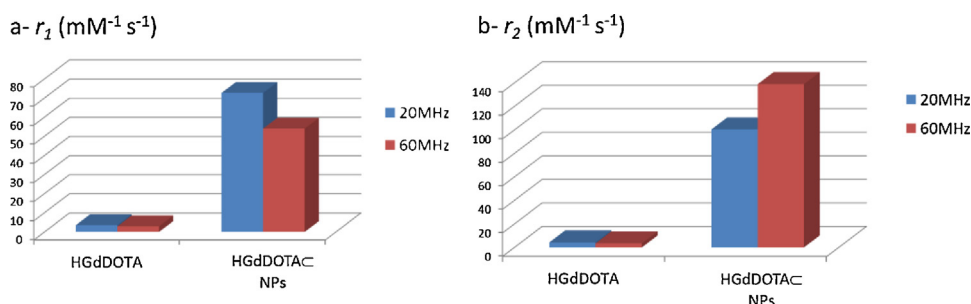 a- r₁ (mM⁻¹ s⁻¹)
80
70
60
50
40
30
20
10
0
HGdDOTA
HGdDOTA⊂
NPs
20MHz
60MHz
b- r₂ (mM⁻¹ s⁻¹)
140
120
100
80
60
40
20
0
HGdDOTA
HGdDOTA⊂
NPs
20MHz
60MHz